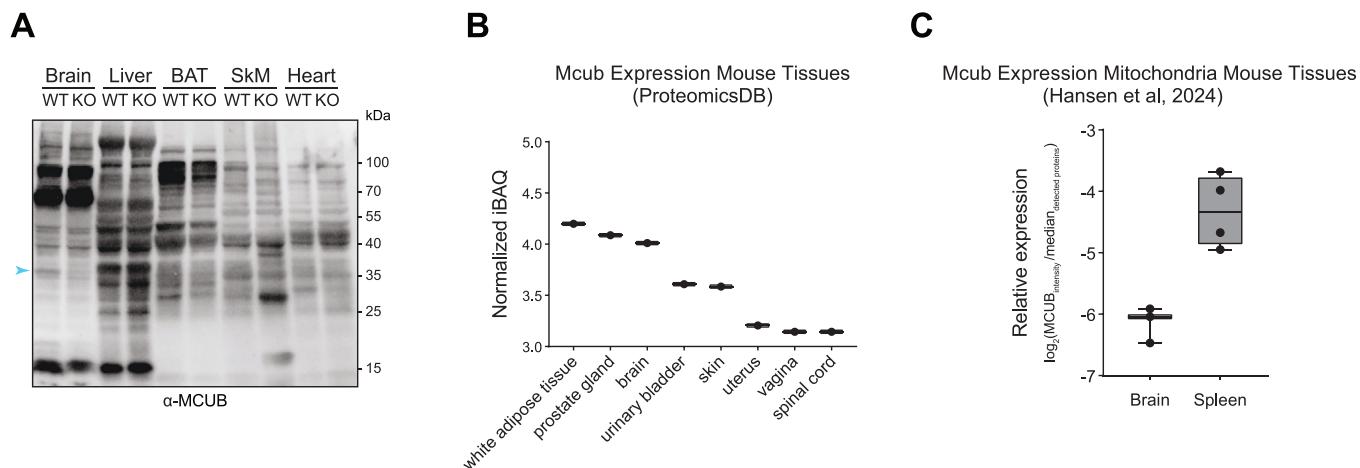 A
Brain Liver BAT SkM Heart
WT KO WT KO WT KO WT KO WT KO
kDa
100
70
55
40
35
25
15
α-MCUB
B
Mcub Expression Mouse Tissues
(ProteomicsDB)
Normalized iBAQ
5.0
4.5
4.0
3.5
3.0
white adipose tissue
prostate gland
brain
urinary bladder
skin
uterus
vagina
spinal cord
C
Mcub Expression Mitochondria Mouse Tissues
(Hansen et al, 2024)
Relative expression
log2(MCUBintensity/mediandetected proteins)
-3
-4
-5
-6
-7
Brain Spleen